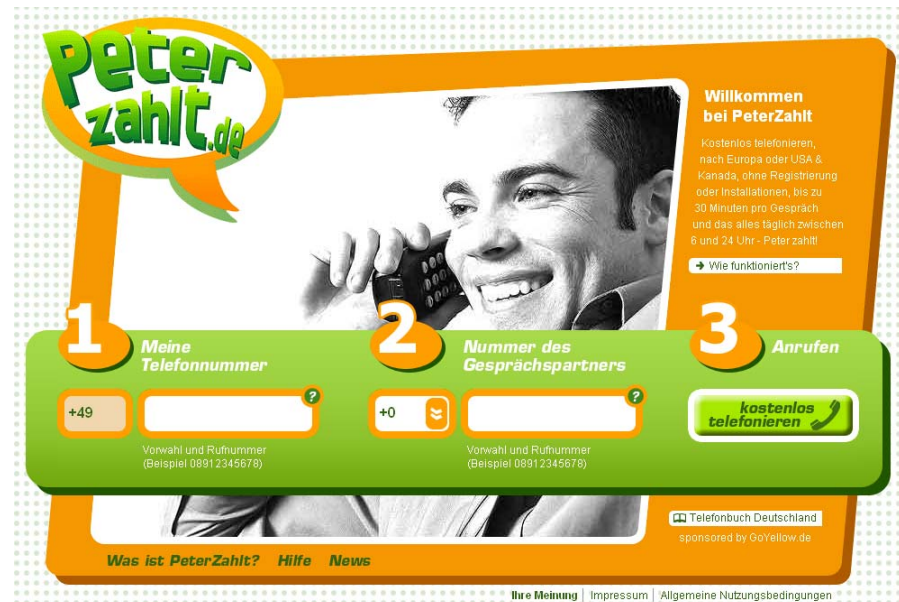 Peter
zahlt.de
Willkommen
bei PeterZahlt
Kostenlos telefonieren,
nach Europa oder USA &
Kanada, ohne Registrierung
oder Installationen, bis zu
30 Minuten pro Gespräch
und das alles täglich zwischen
6 und 24 Uhr - Peter zahlt!
Wie funktioniert's?
1
Meine
Telefonnummer
+49
?
Vorwahl und Rufnummer
(Beispiel 08912345678)
2
Nummer des
Gesprächspartners
+0
?
Vorwahl und Rufnummer
(Beispiel 08912345678)
3
Anrufen
kostenlos
telefonieren
Telefonbuch Deutschland
sponsored by GoYellow.de
Was ist PeterZahlt? Hilfe News
Ihre Meinung | Impressum | Allgemeine Nutzungsbedingungen